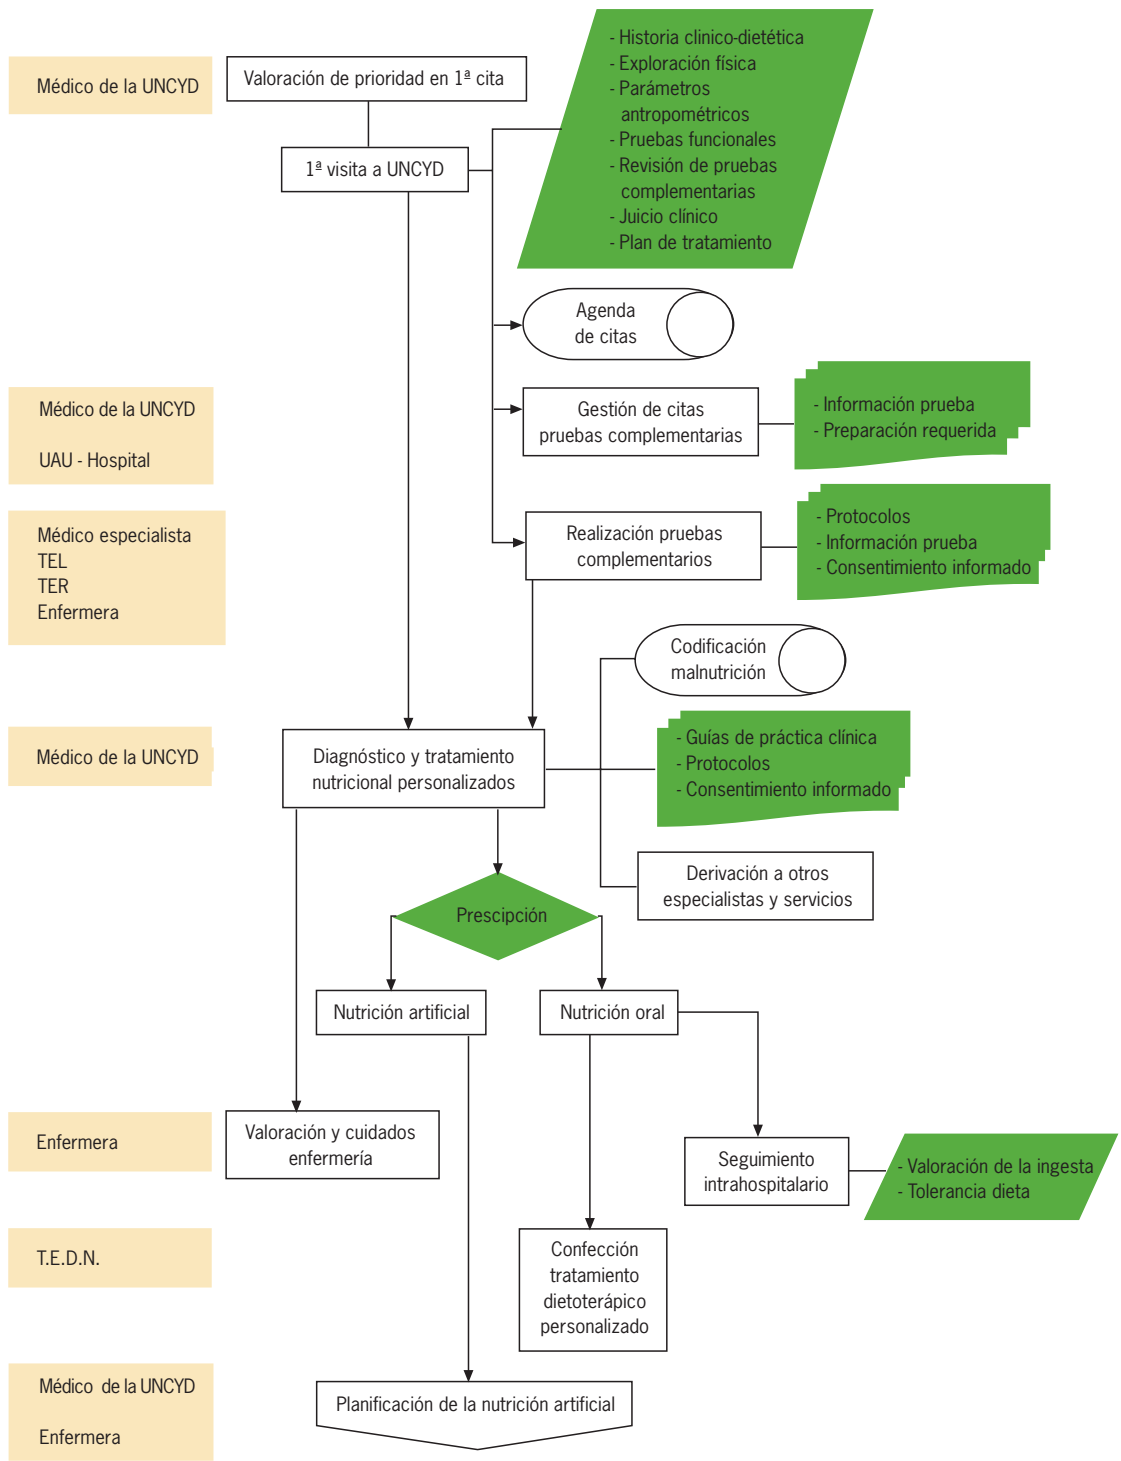 Médico de la UNCYD
Valoración de prioridad en 1ª cita
- Historia clinico-dietética
- Exploración física
- Parámetros
antropométricos
- Pruebas funcionales
- Revisión de pruebas
complementarias
- Juicio clínico
- Plan de tratamiento
1ª visita a UNCYD
Agenda
de citas
Médico de la UNCYD
UAU - Hospital
Gestión de citas
pruebas complementarias
- Información prueba
- Preparación requerida
Médico especialista
TEL
TER
Enfermera
Realización pruebas
complementarios
- Protocolos
- Información prueba
- Consentimiento informado
Codificación
malnutrición
Médico de la UNCYD
Diagnóstico y tratamiento
nutricional personalizados
- Guías de práctica clínica
- Protocolos
- Consentimiento informado
Derivación a otros
especialistas y servicios
Prescipción
Nutrición artificial
Nutrición oral
Enfermera
Valoración y cuidados
enfermería
Seguimiento
intrahospitalario
- Valoración de la ingesta
- Tolerancia dieta
T.E.D.N.
Confección
tratamiento
dietoterápico
personalizado
Médico de la UNCYD
Enfermera
Planificación de la nutrición artificial